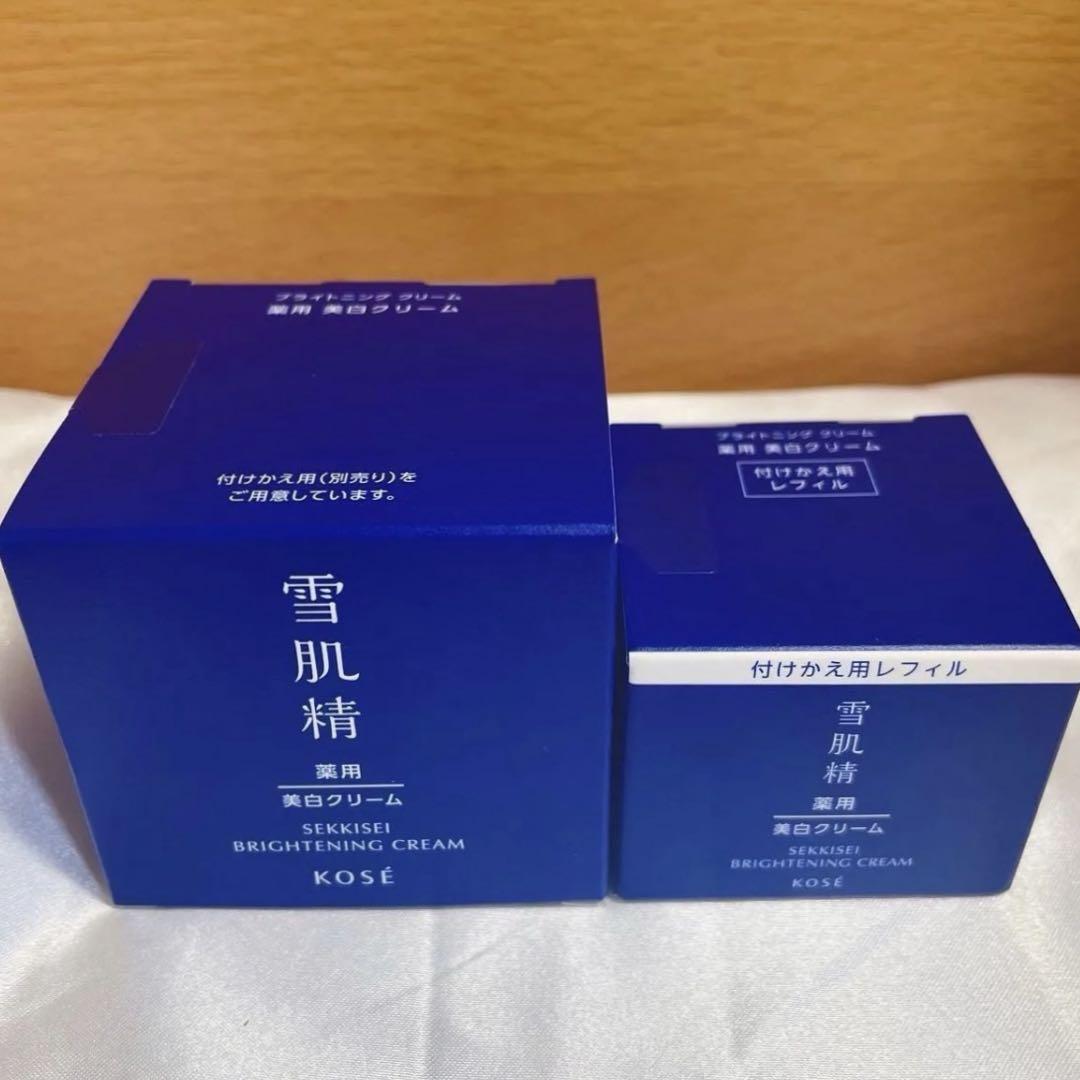 ブライトニング クリーム
薬用 美白クリーム
付けかえ用(別売り)を
ご用意しています。
雪肌精
薬用
美白クリーム
SEKKISEI
BRIGHTENING CREAM
KOSÉ
ブライトニング クリーム
薬用 美白クリーム
付けかえ用
レフィル
付けかえ用レフィル
雪肌精
薬用
美白クリーム
SEKKISEI
BRIGHTENING CREAM
KOSÉ